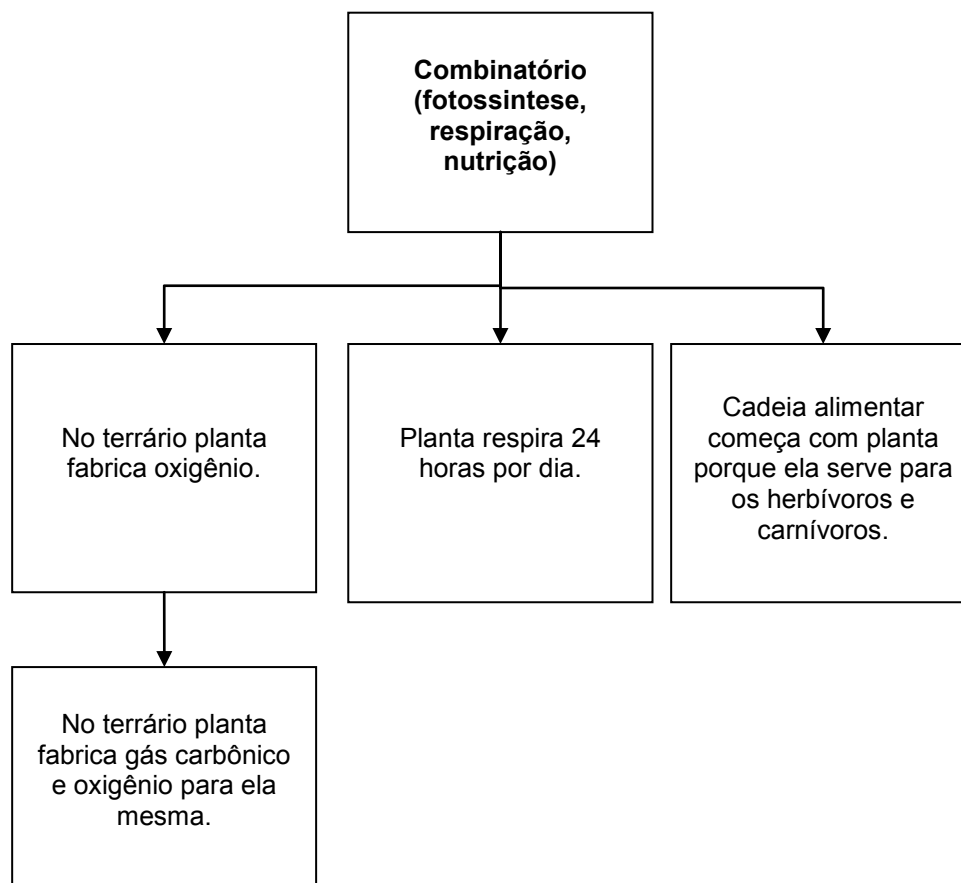 Combinatório
(fotossintese,
respiração,
nutrição)
No terrário planta
fabrica oxigênio.
Planta respira 24
horas por dia.
Cadeia alimentar
começa com planta
porque ela serve para
os herbívoros e
carnívoros.
No terrário planta
fabrica gás carbônico
e oxigênio para ela
mesma.